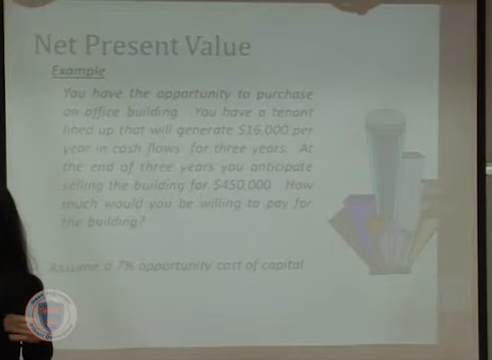 Net Present Value
Example
You have the opportunity to purchase
an office building. You have a tenant
lined up that will generate $16,000 per
year in cash flows for three years. At
the end of three years you anticipate
selling the building for $450,000. How
much would you be willing to pay for
the building?
Assume a 7% opportunity cost of capital